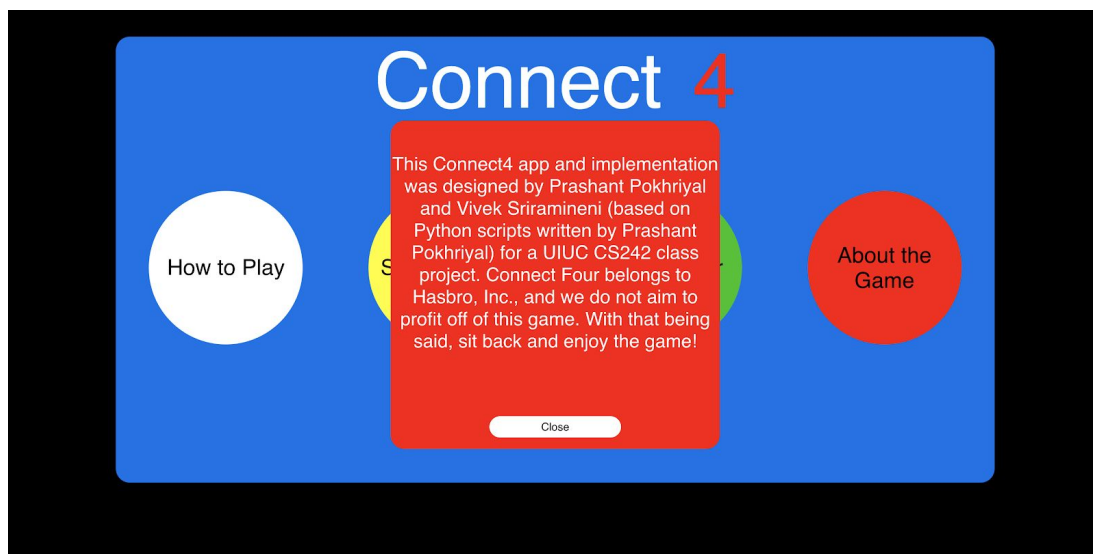 Connect 4
This Connect4 app and implementation
was designed by Prashant Pokhriyal
and Vivek Sriramineni (based on
Python scripts written by Prashant
Pokhriyal) for a UIUC CS242 class
project. Connect Four belongs to
Hasbro, Inc., and we do not aim to
profit off of this game. With that being
said, sit back and enjoy the game!
Close
How to Play
About the
Game